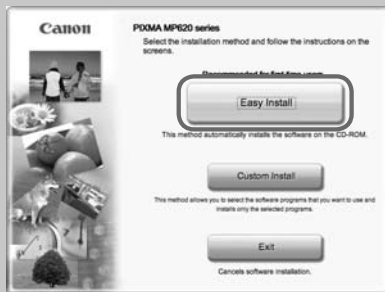 Canon
PIXMA MP620 series
Select the installation method and follow the instructions on the
screens.
Recommended for first-time users
Easy Install
This method automatically installs the software on the CD-ROM.
Custom Install
This method allows you to select the software programs that you want to use and
installs only the selected programs.
Exit
Cancels software installation.